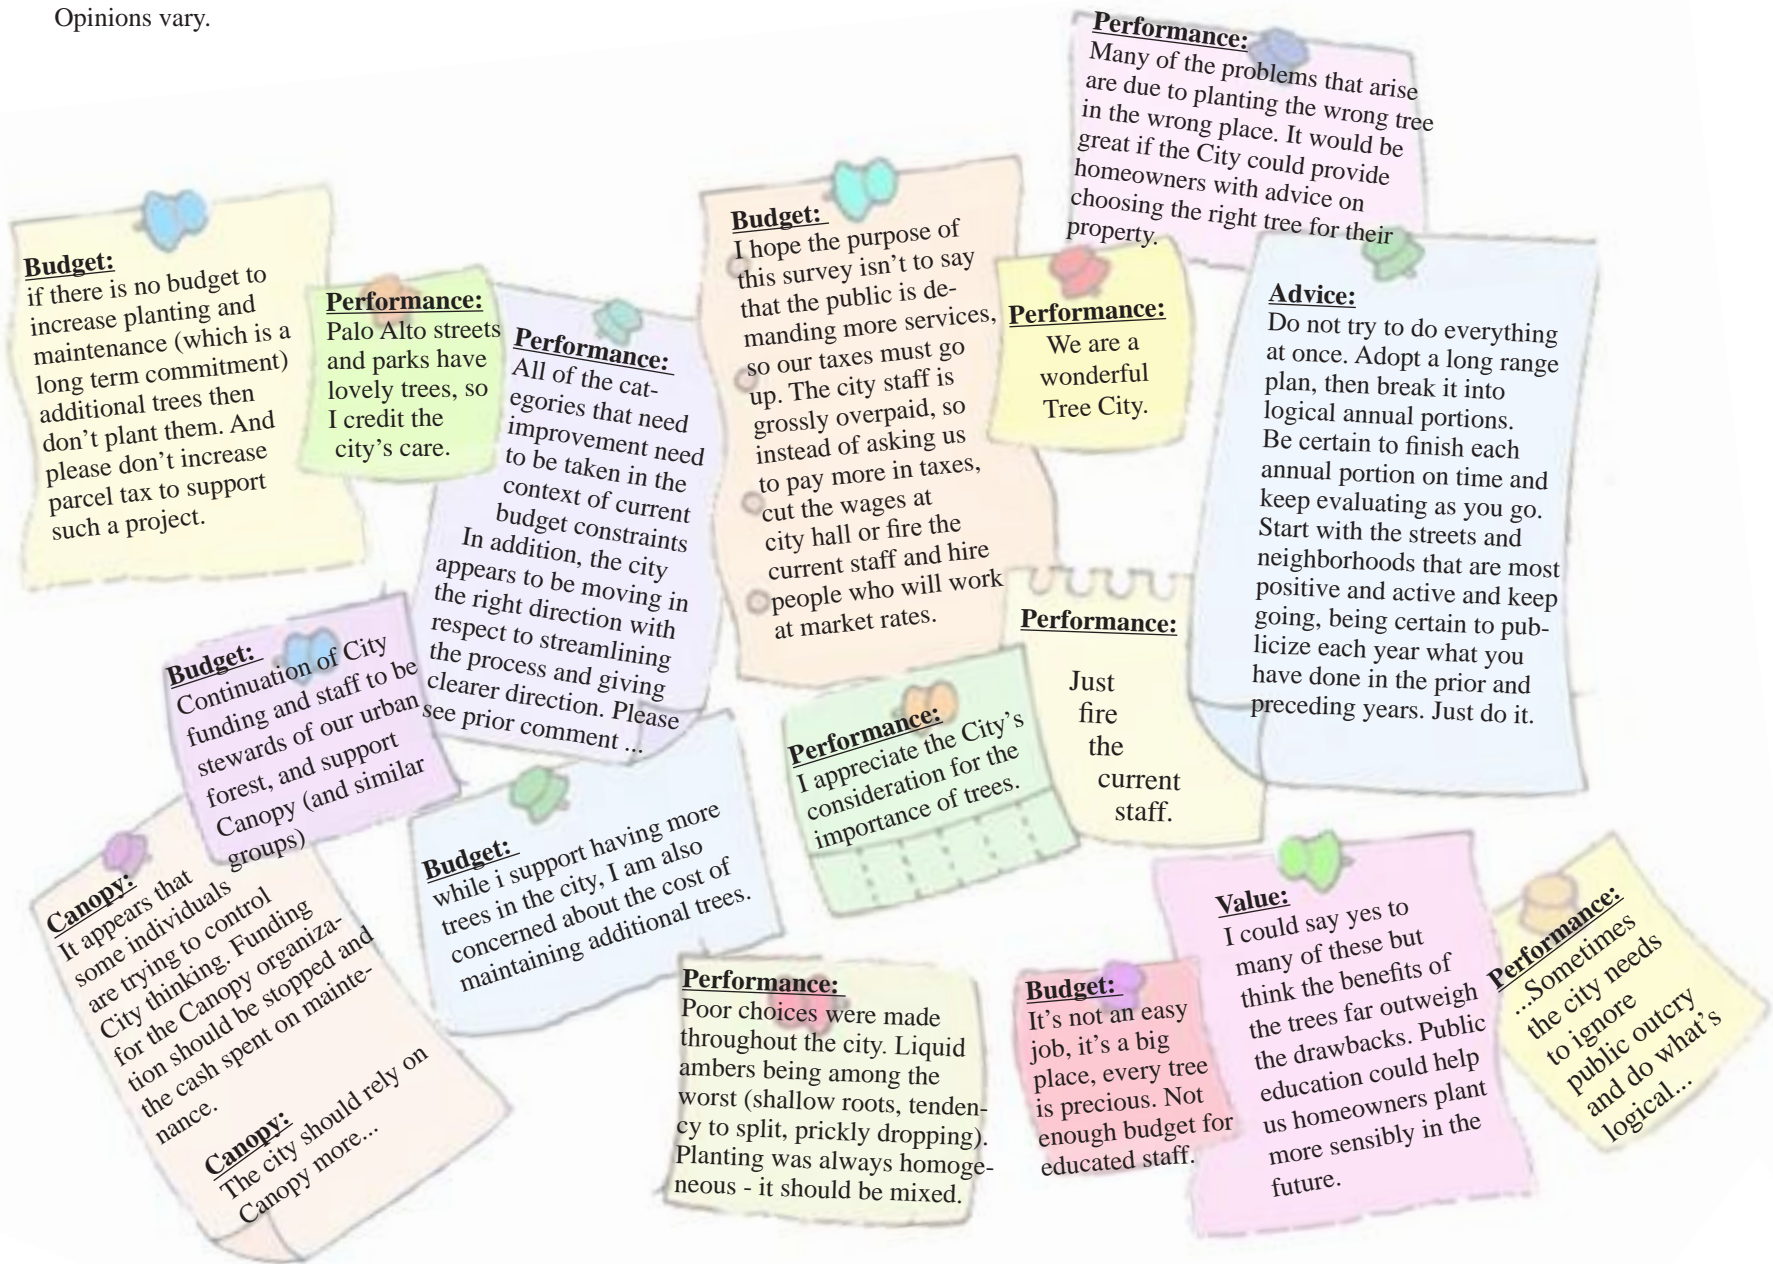 Opinions vary.
Budget:
if there is no budget to
increase planting and
maintenance (which is a
long term commitment)
additional trees then
don't plant them. And
please don't increase
parcel tax to support
such a project.
Performance:
Palo Alto streets
and parks have
lovely trees, so
I credit the
city's care.
Performance:
All of the cat-
egories that need
improvement need
to be taken in the
context of current
budget constraints
In addition, the city
appears to be moving in
the right direction with
respect to streamlining
the process and giving
clearer direction. Please
see prior comment ...
Budget:
I hope the purpose of
this survey isn't to say
that the public is de-
manding more services,
so our taxes must go
up. The city staff is
grossly overpaid, so
instead of asking us
to pay more in taxes,
cut the wages at
city hall or fire the
current staff and hire
people who will work
at market rates.
Performance:
Many of the problems that arise
are due to planting the wrong tree
in the wrong place. It would be
great if the City could provide
homeowners with advice on
choosing the right tree for their
property.
Performance:
We are a
wonderful
Tree City.
Advice:
Do not try to do everything
at once. Adopt a long range
plan, then break it into
logical annual portions.
Be certain to finish each
annual portion on time and
keep evaluating as you go.
Start with the streets and
neighborhoods that are most
positive and active and keep
going, being certain to pub-
licize each year what you
have done in the prior and
preceding years. Just do it.
Budget:
Continuation of City
funding and staff to be
stewards of our urban
forest, and support
Canopy (and similar
groups)
Performance:
I appreciate the City's
consideration for the
importance of trees.
Performance:
Just
fire
the
current
staff.
Canopy:
It appears that
some individuals
are trying to control
City thinking. Funding
for the Canopy organiza-
tion should be stopped and
the cash spent on mainte-
nance.
Canopy:
The city should rely on
Canopy more...
Budget:
while i support having more
trees in the city, I am also
concerned about the cost of
maintaining additional trees.
Performance:
Poor choices were made
throughout the city. Liquid
ambers being among the
worst (shallow roots, tenden-
cy to split, prickly dropping).
Planting was always homoge-
neous - it should be mixed.
Budget:
It's not an easy
job, it's a big
place, every tree
is precious. Not
enough budget for
educated staff.
Value:
I could say yes to
many of these but
think the benefits of
the trees far outweigh
the drawbacks. Public
education could help
us homeowners plant
more sensibly in the
future.
Performance:
...Sometimes
the city needs
to ignore
public outcry
and do what's
logical...